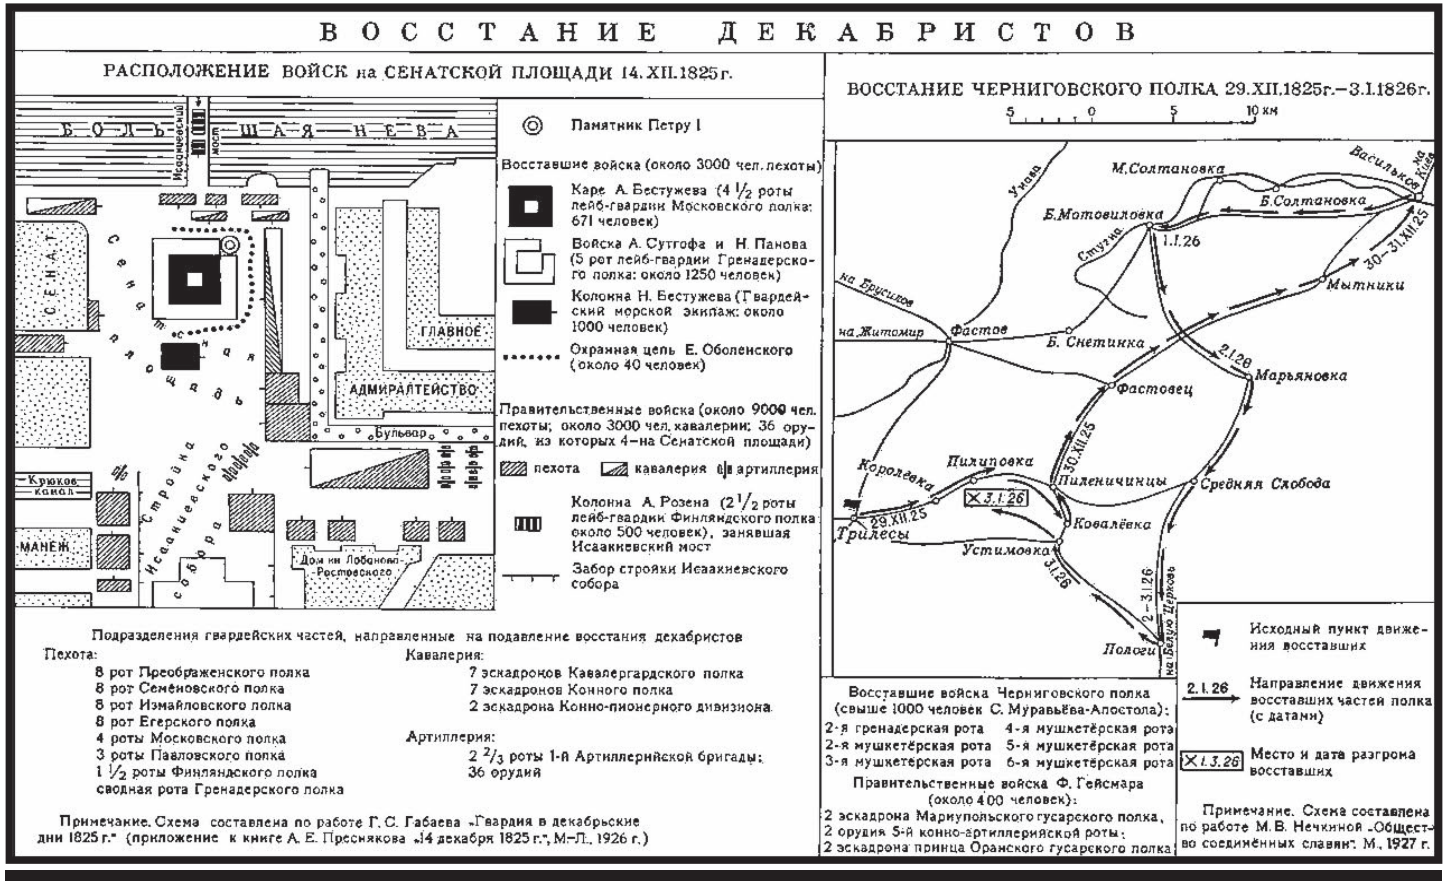 ВОССТАНИЕ ДЕКАБРИСТОВ
РАСПОЛОЖЕНИЕ ВОЙСК на СЕНАТСКОЙ ПЛОЩАДИ 14.XII.1825 г.
БОЛЬШАЯ НЕВА
Исаакиевский
мост
СЕНАТ
Сенатская
площадь
ГЛАВНОЕ
АДМИРАЛТЕЙСТВО
Бульвар
Крюков
канал
МАНЕЖ
Стройка
Исаакиевского
собора
Дом кн Лобанова-
Ростовского
Памятник Петру I
Восставшие войска (около 3000 чел. пехоты)
Каре А. Бестужева (4 1/2 роты
лейб-гвардии Московского полка:
671 человек)
Войска А. Сутгофа и Н. Панова
(5 рот лейб-гвардии Гренадерско-
го полка: около 1250 человек)
Колонна Н. Бестужева (Гвардей-
ский морской экипаж: около
1000 человек)
Охранная цепь Е. Оболенского
(около 40 человек)
Правительственные войска (около 9000 чел.
пехоты; около 3000 чел. кавалерии; 36 ору-
дий, из которых 4-на Сенатской площади)
пехота кавалерия артиллерия
Колонна А. Розена (2 1/2 роты
лейб-гвардии Финляндского полка
около 500 человек), занявшая
Исаакиевский мост
Забор стройки Исаакиевского
собора
Подразделения гвардейских частей, направленные на подавление восстания декабристов
Пехота:
8 рот Преображенского полка
8 рот Семёновского полка
8 рот Измайловского полка
8 рот Егерского полка
4 роты Московского полка
3 роты Павловского полка
1 1/2 роты Финляндского полка
сводная рота Гренадерского полка
Кавалерия:
7 эскадронов Кавалергардского полка
7 эскадронов Конного полка
2 эскадрона Конно-пионерного дивизиона
Артиллерия:
2 2/3 роты 1-й Артиллерийской бригады;
36 орудий
Примечание. Схема составлена по работе Г. С. Габаева „Гвардия в декабрьские
дни 1825 г." (приложение к книге А. Е. Преснякова „14 декабря 1825 г.", М–Л., 1926 г.)
ВОССТАНИЕ ЧЕРНИГОВСКОГО ПОЛКА 29.XII.1825г.–3.I.1826г.
5 0 5 10 км
Унава
М. Солтановка
Васильков
на Киев
Б. Солтановка
Б. Мотовиловка
1.I.26
Стугна
30–31.XII.25
Мытники
на Брусилов
на Житомир
Фастов
Б. Снетинка
2.I.26
Марьяновка
Фастовец
30.XII.25
Королёвка
Пилиповка
Пиленичинцы
Средняя Слобода
3.I.26
29.XII.25
Трилесы
Ковалёвка
Устимовка
3.I.26
2–3.I.26
на Белую Церковь
Пологи
Восставшие войска Черниговского полка
(свыше 1000 человек С. Муравьёва-Апостола):
2-я гренадерская рота 4-я мушкетёрская рота
2-я мушкетёрская рота 5-я мушкетёрская рота
3-я мушкетёрская рота 6-я мушкетёрская рота
Правительственные войска Ф. Гейсмара
(около 400 человек):
2 эскадрона Мариупольского гусарского полка,
2 орудия 5-й конно-артиллерийской роты;
2 эскадрона принца Оранского гусарского полка
Исходный пункт движе-
ния восставших
2.1.26 Направление движения
восставших частей полка
(с датами)
1.3.26 Место и дата разгрома
восставших
Примечание. Схема составлена
по работе М. В. Нечкиной „Общест-
во соединённых славян". М., 1927 г.